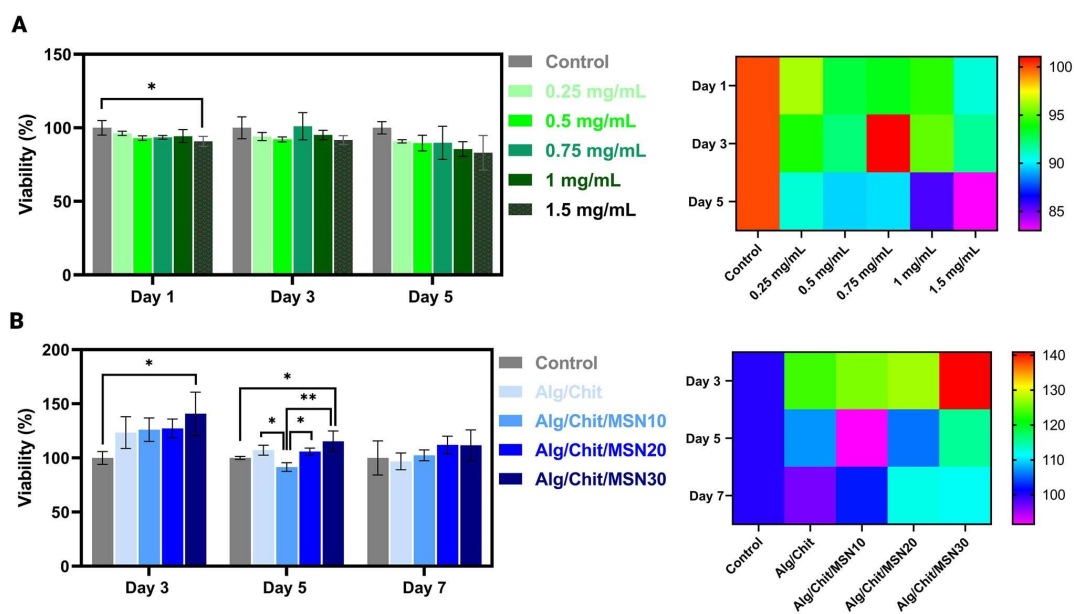 A
Viability (%)
150
100
50
0
*
Day 1
Day 3
Day 5
Control
0.25 mg/mL
0.5 mg/mL
0.75 mg/mL
1 mg/mL
1.5 mg/mL
Day 1
Day 3
Day 5
Control
0.25 mg/mL
0.5 mg/mL
0.75 mg/mL
1 mg/mL
1.5 mg/mL
100
95
90
85
B
Viability (%)
200
150
100
50
0
*
*
*
**
*
Day 3
Day 5
Day 7
Control
Alg/Chit
Alg/Chit/MSN10
Alg/Chit/MSN20
Alg/Chit/MSN30
Day 3
Day 5
Day 7
Control
Alg/Chit
Alg/Chit/MSN10
Alg/Chit/MSN20
Alg/Chit/MSN30
140
130
120
110
100